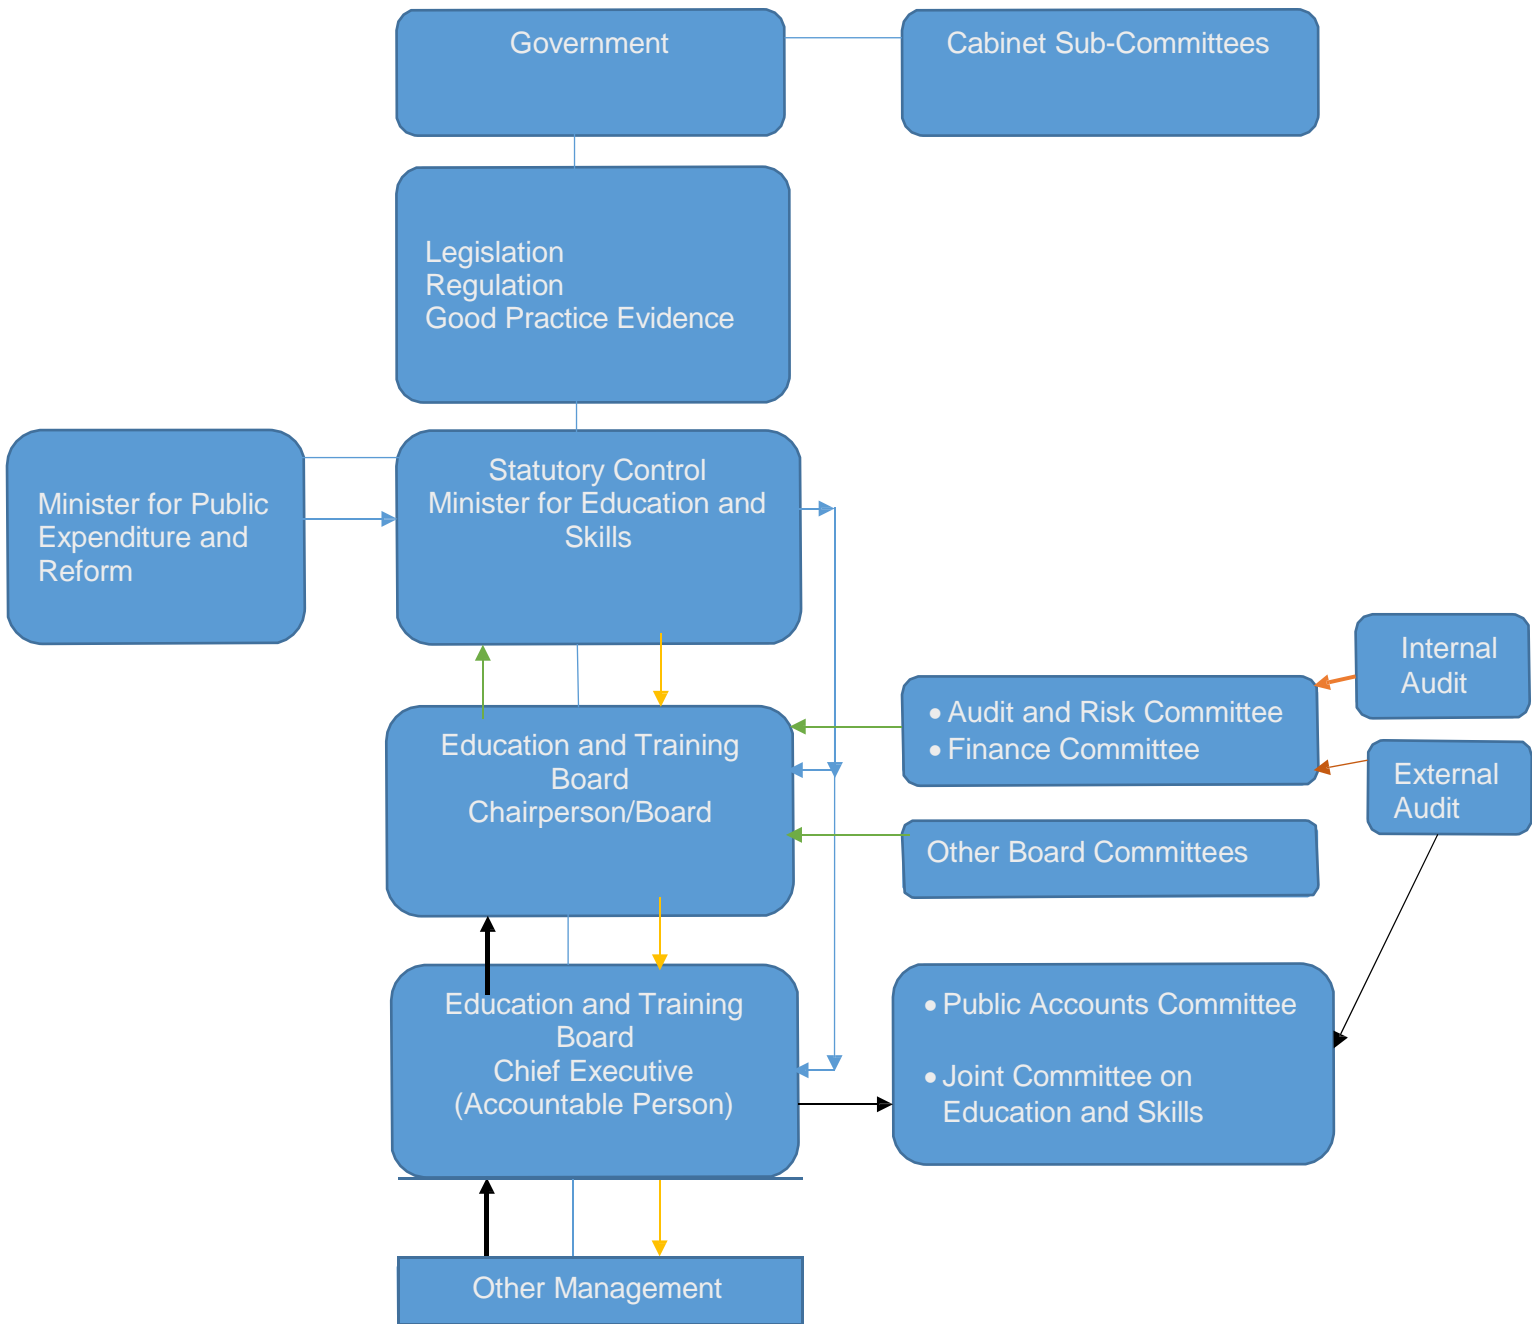 Government
Cabinet Sub-Committees
Legislation
Regulation
Good Practice Evidence
Minister for Public
Expenditure and
Reform
Statutory Control
Minister for Education and
Skills
Internal
Audit
• Audit and Risk Committee
• Finance Committee
External
Audit
Education and Training
Board
Chairperson/Board
Other Board Committees
Education and Training
Board
Chief Executive
(Accountable Person)
• Public Accounts Committee
• Joint Committee on
Education and Skills
Other Management